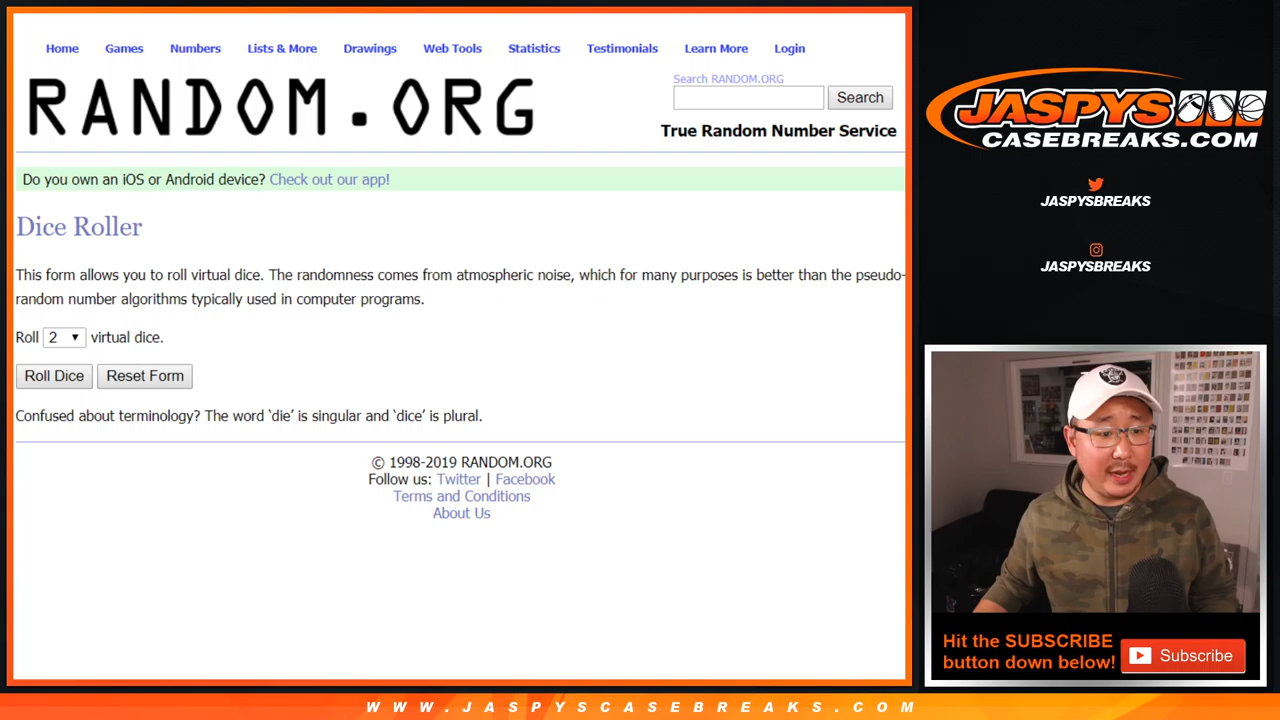 Home Games Numbers Lists & More Drawings Web Tools Statistics Testimonials Learn More Login
RANDOM.ORG
Search RANDOM.ORG
Search
True Random Number Service
Do you own an iOS or Android device? Check out our app!
Dice Roller
This form allows you to roll virtual dice. The randomness comes from atmospheric noise, which for many purposes is better than the pseudo-
random number algorithms typically used in computer programs.
Roll 2 virtual dice.
Roll Dice Reset Form
Confused about terminology? The word ‘die’ is singular and ‘dice’ is plural.
© 1998-2019 RANDOM.ORG
Follow us: Twitter | Facebook
Terms and Conditions
About Us
JASPYS
CASEBREAKS.COM
JASPYSBREAKS
JASPYSBREAKS
Hit the SUBSCRIBE
button down below!
Subscribe
WWW.JASPYSCASEBREAKS.COM